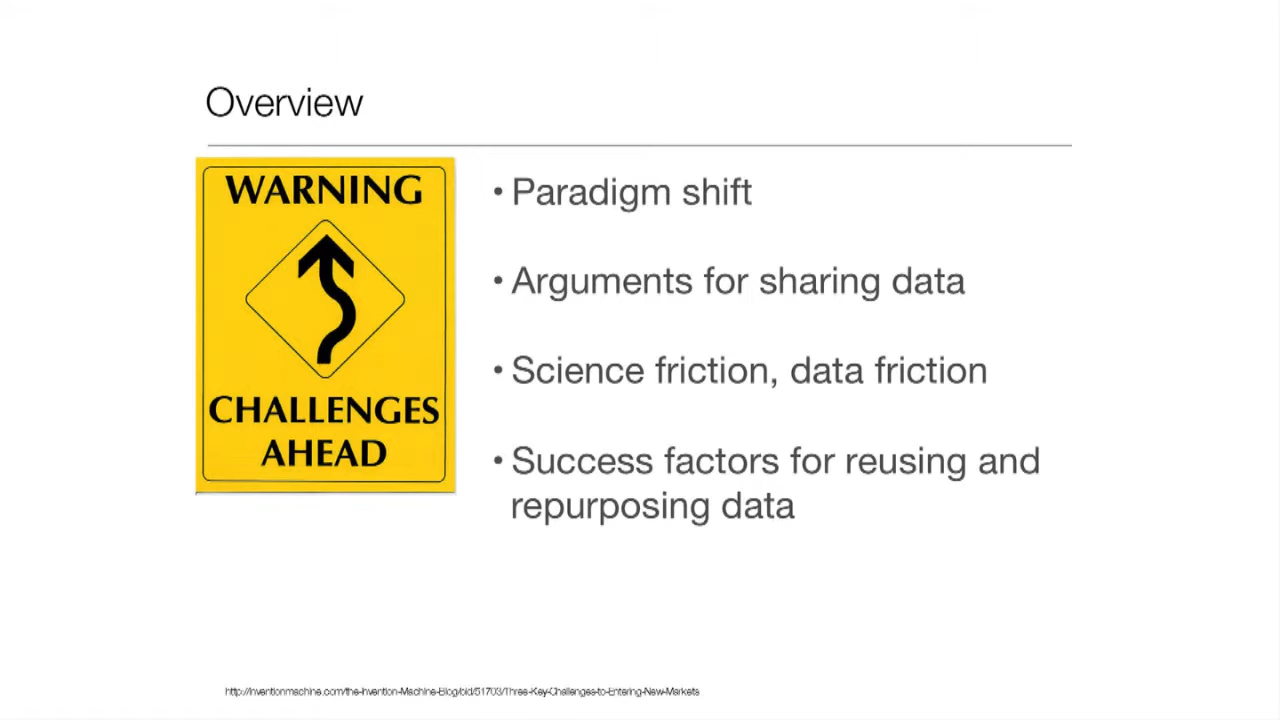 Overview
WARNING
CHALLENGES
AHEAD
• Paradigm shift
• Arguments for sharing data
• Science friction, data friction
• Success factors for reusing and
repurposing data
http://inventionmachine.com/the-Invention-Machine-Blog/bid/51703/Three-Key-Challenges-to-Entering-New-Markets